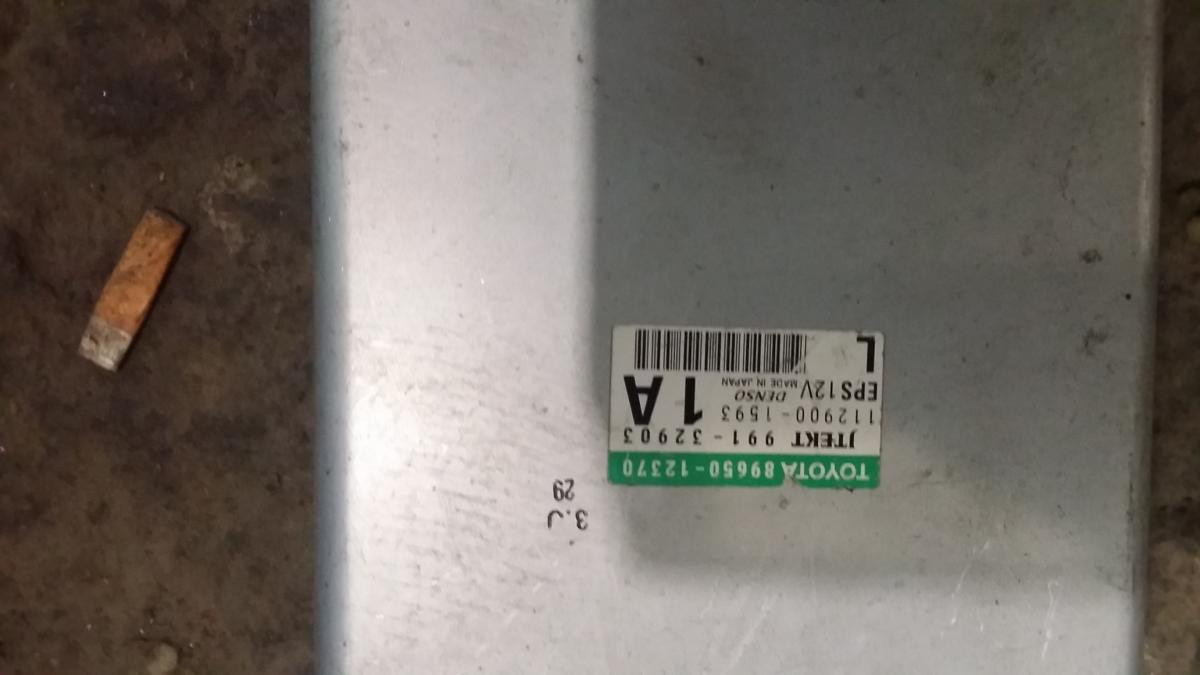 TOYOTA 89650-12370
JTEKT 991-32903
112900-1593
1A
EPS12V DENSO
MADE IN JAPAN
L
3.J
29